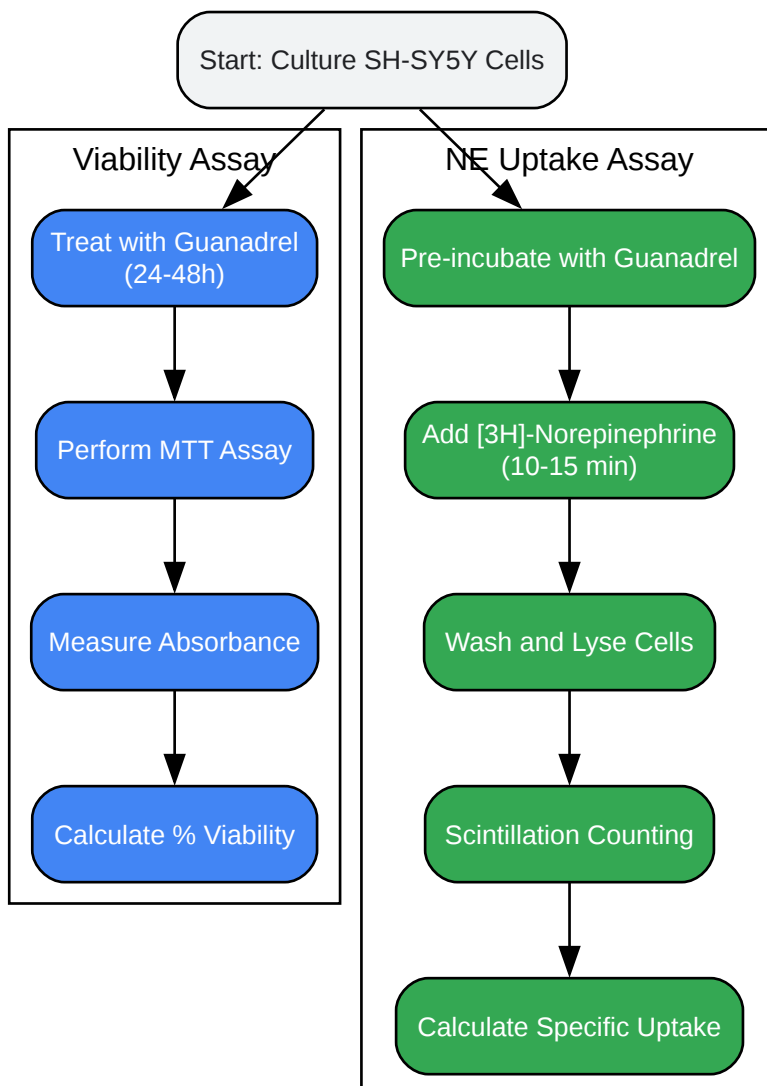 Start: Culture SH-SY5Y Cells
Viability Assay
Treat with Guanadrel
(24-48h)
Perform MTT Assay
Measure Absorbance
Calculate % Viability
NE Uptake Assay
Pre-incubate with Guanadrel
Add [3H]-Norepinephrine
(10-15 min)
Wash and Lyse Cells
Scintillation Counting
Calculate Specific Uptake